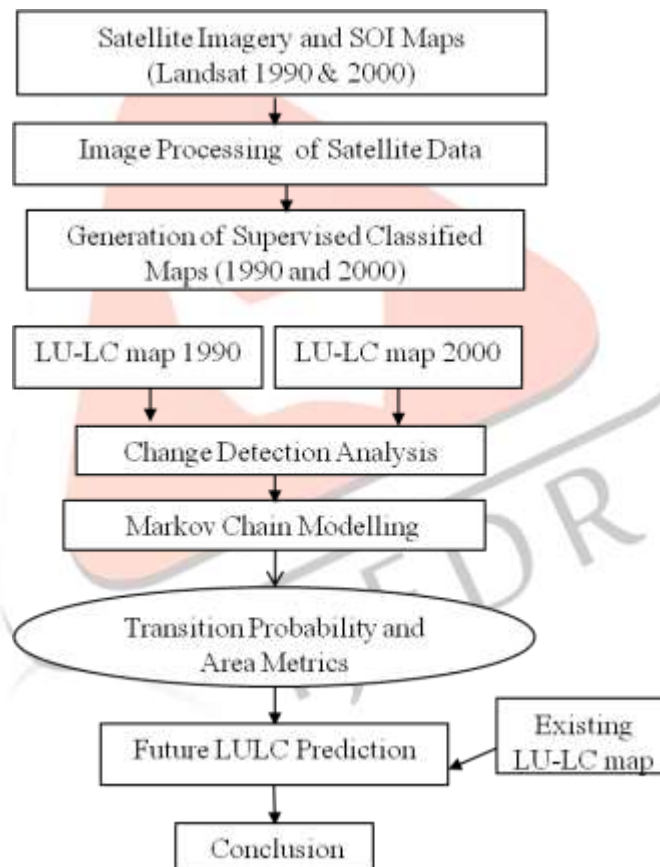 Satellite Imagery and SOI Maps
(Landsat 1990 & 2000)
Image Processing of Satellite Data
Generation of Supervised Classified
Maps (1990 and 2000)
LU-LC map 1990
LU-LC map 2000
Change Detection Analysis
Markov Chain Modelling
Transition Probability and
Area Metrics
Future LULC Prediction
Existing
LU-LC map
Conclusion